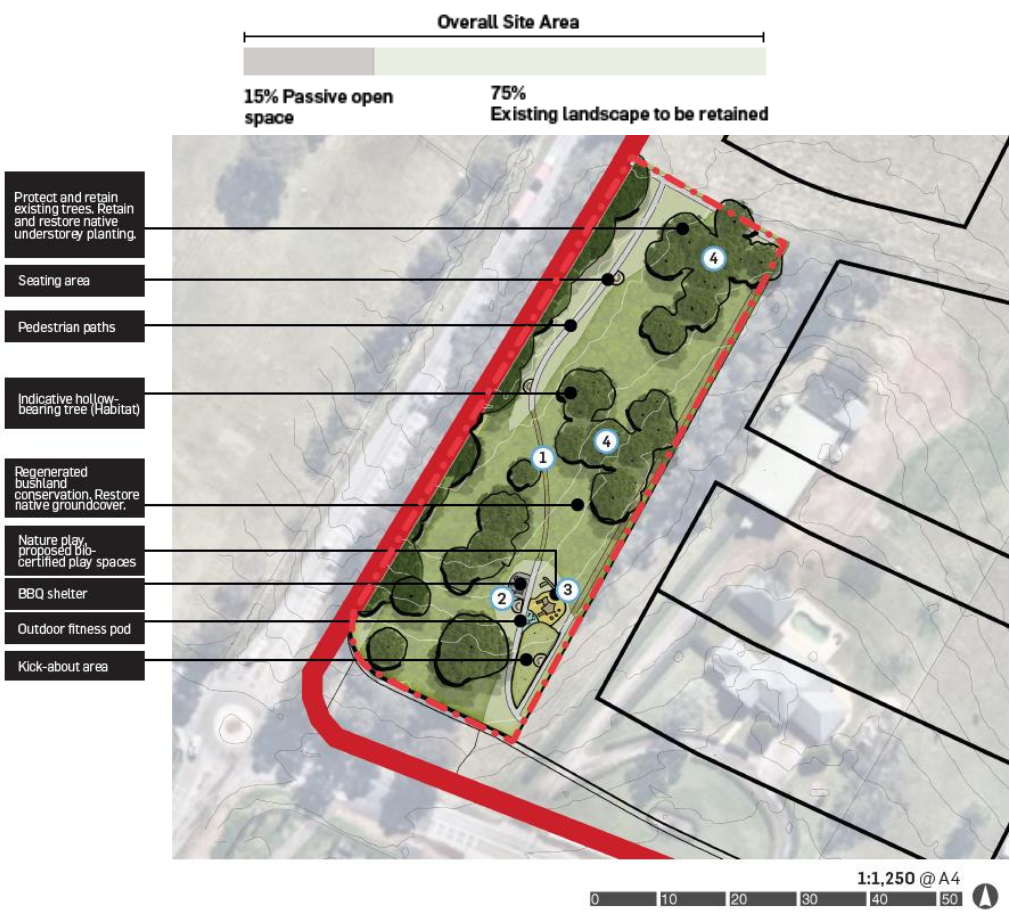 Overall Site Area
15% Passive open
space
75%
Existing landscape to be retained
Protect and retain
existing trees. Retain
and restore native
understorey planting.
Seating area
Pedestrian paths
Indicative hollow-
bearing tree (Habitat)
Regenerated
bushland
conservation. Restore
native groundcover.
Nature play,
proposed bio-
certified play spaces
BBQ shelter
Outdoor fitness pod
Kick-about area
4
4
1
3
2
1:1,250 @ A4
0 10 20 30 40 50